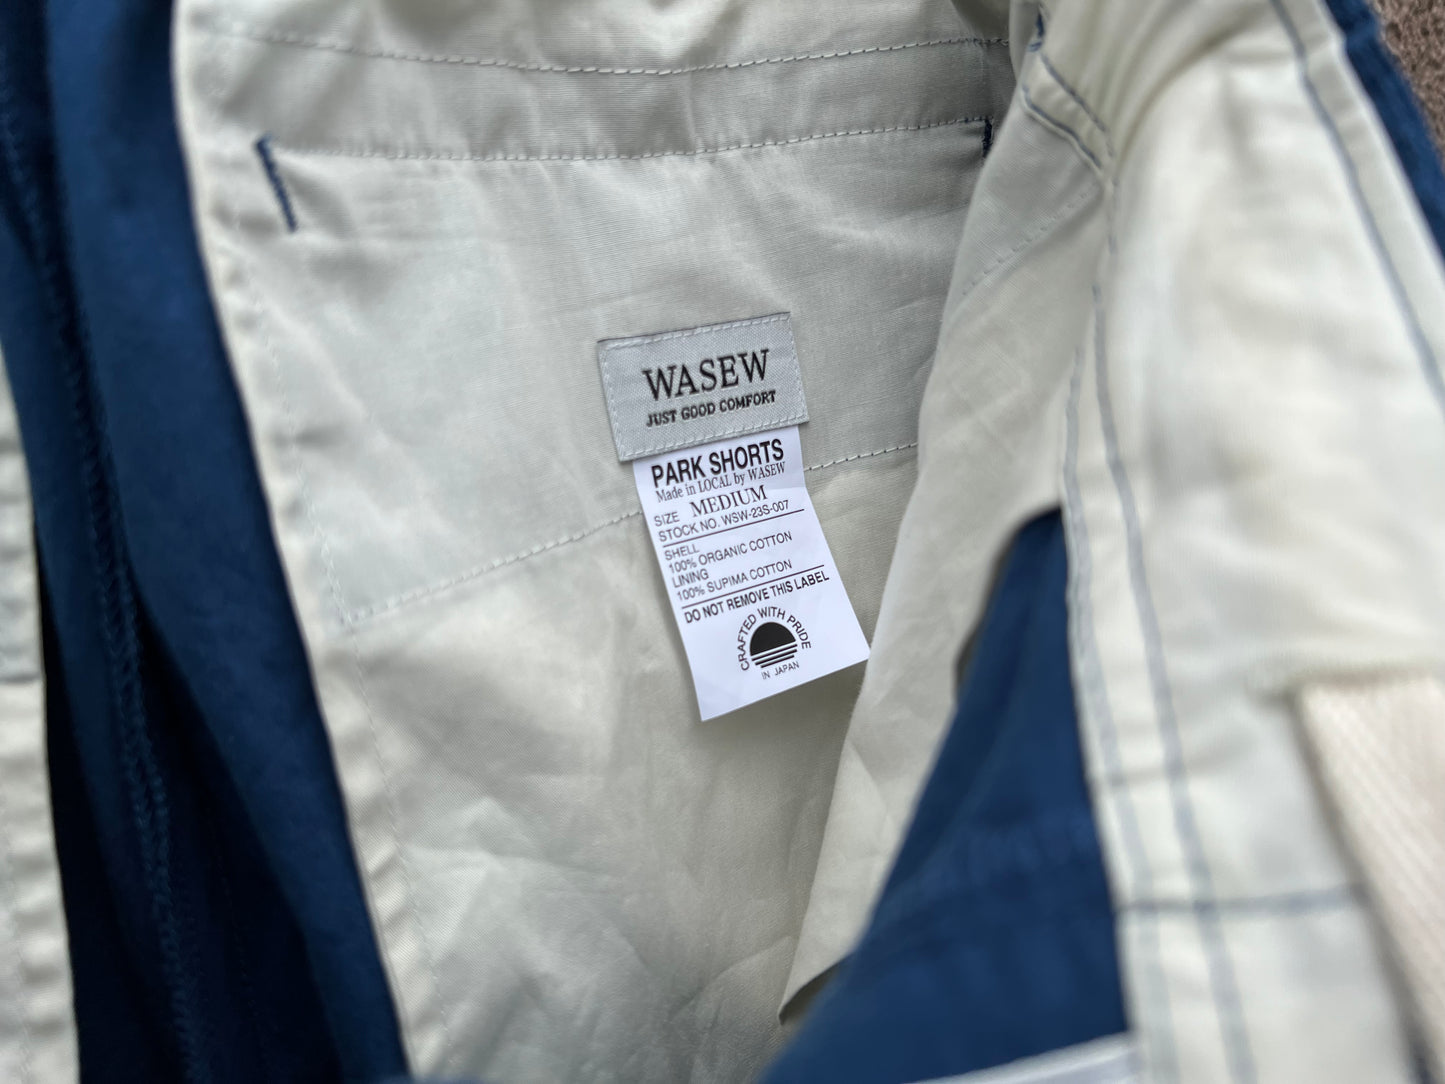 WASEW
JUST GOOD COMFORT
PARK SHORTS
Made in LOCAL by WASEW
SIZE MEDIUM
STOCK NO. WSW-23S-007
SHELL
100% ORGANIC COTTON
LINING
100% SUPIMA COTTON
DO NOT REMOVE THIS LABEL
CRAFTED WITH PRIDE
IN JAPAN